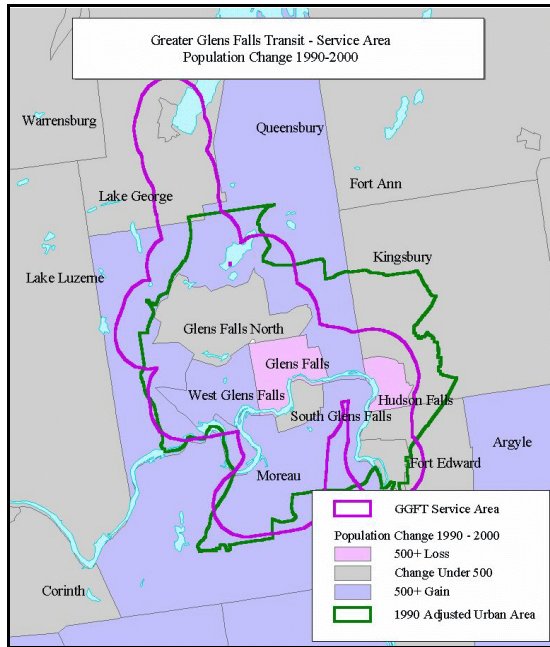 Greater Glens Falls Transit - Service Area
Population Change 1990-2000
Warrensburg
Queensbury
Fort Ann
Lake George
Kingsbury
Lake Luzerne
Glens Falls North
Glens Falls
West Glens Falls
Hudson Falls
South Glens Falls
Argyle
Fort Edward
Moreau
Corinth
GGFT Service Area
Population Change 1990 - 2000
500+ Loss
Change Under 500
500+ Gain
1990 Adjusted Urban Area